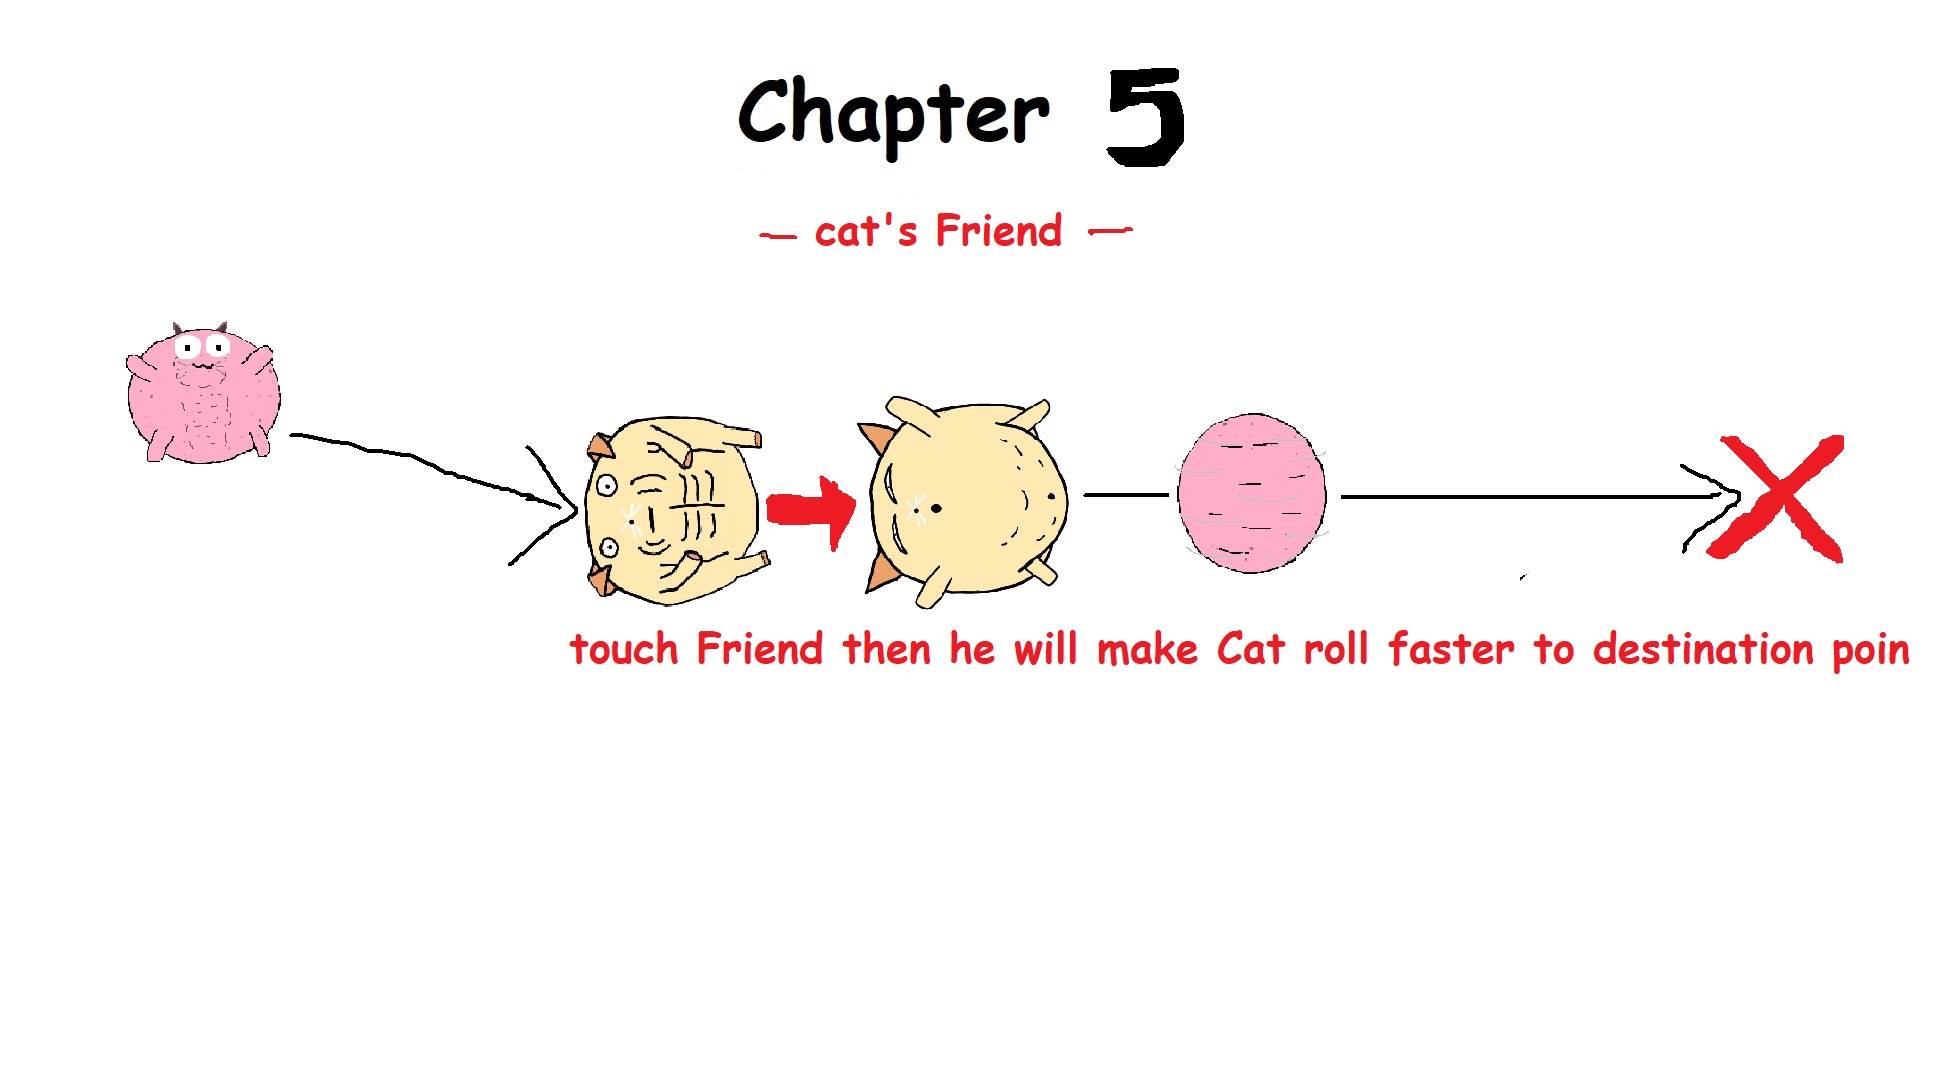 Chapter 5
— cat's Friend —
touch Friend then he will make Cat roll faster to destination poin